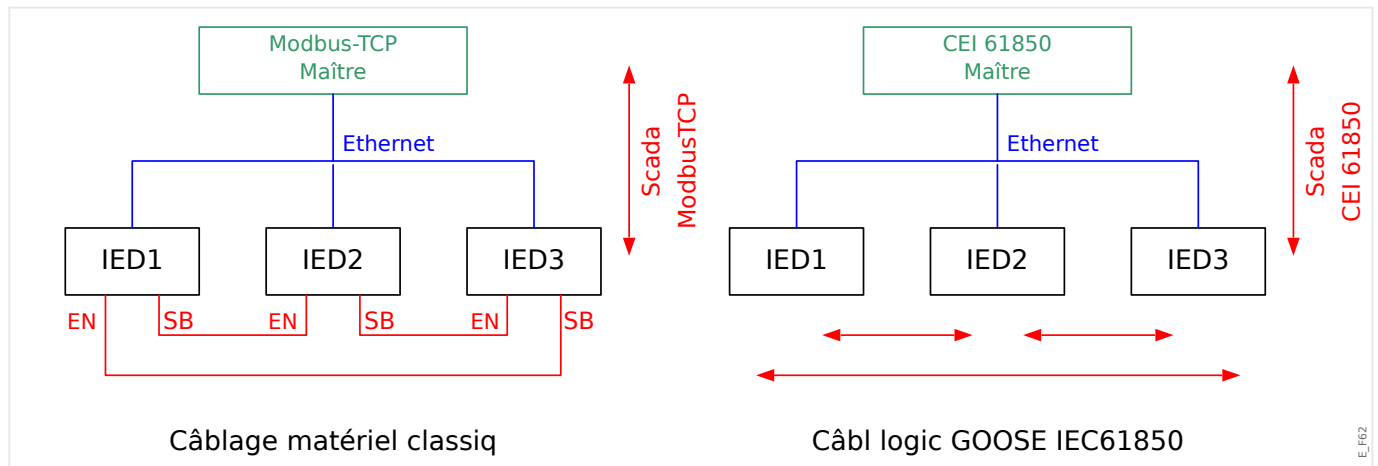 Modbus-TCP
Maître
Ethernet
Scada
ModbusTCP
IED1
IED2
IED3
EN
SB
EN
SB
EN
SB
Câblage matériel classiq
CEI 61850
Maître
Ethernet
Scada
CEI 61850
IED1
IED2
IED3
Câbl logic GOOSE IEC61850
E_F62